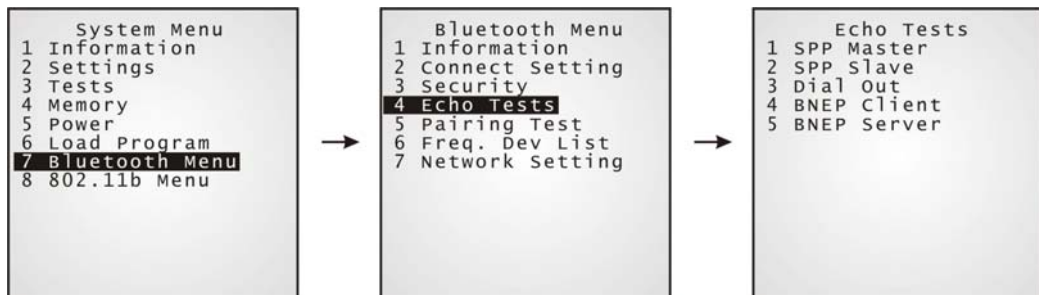 System Menu
1 Information
2 Settings
3 Tests
4 Memory
5 Power
6 Load Program
7 Bluetooth Menu
8 802.11b Menu
Bluetooth Menu
1 Information
2 Connect Setting
3 Security
4 Echo Tests
5 Pairing Test
6 Freq. Dev List
7 Network Setting
Echo Tests
1 SPP Master
2 SPP Slave
3 Dial Out
4 BNEP Client
5 BNEP Server